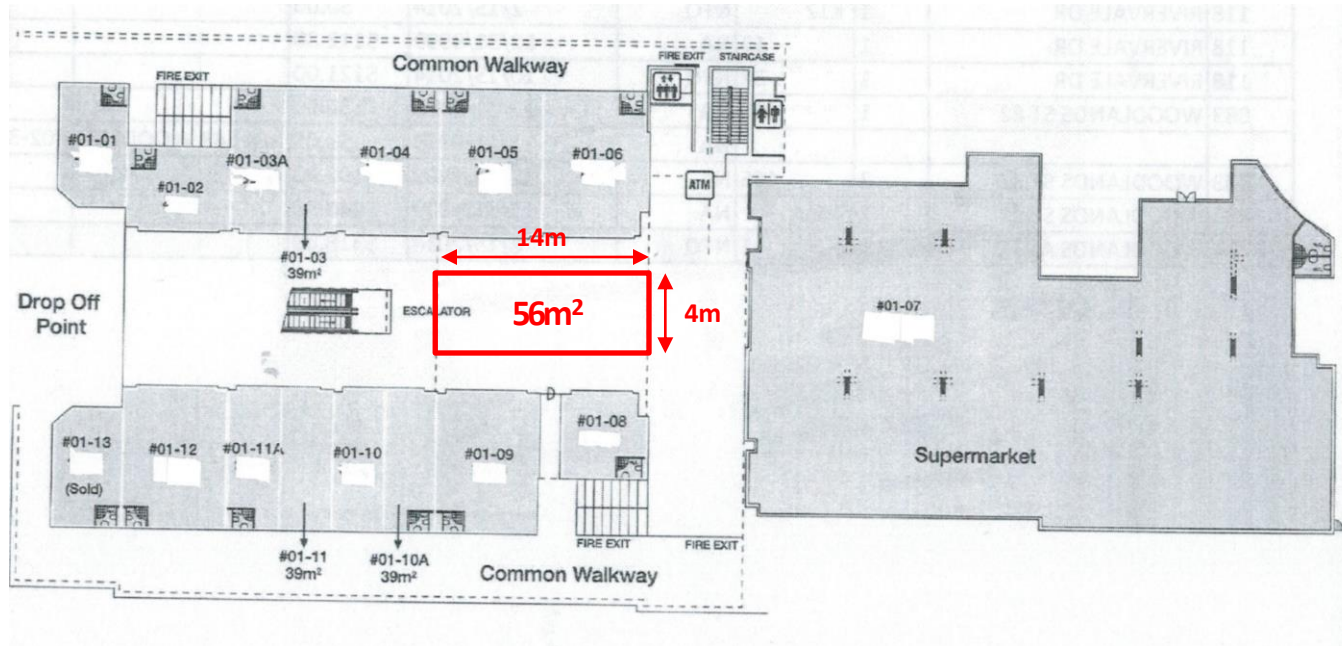 Common Walkway
FIRE EXIT
FIRE EXIT
STAIRCASE
#01-01
#01-02
#01-03A
#01-04
#01-05
#01-06
ATM
#01-03
39m²
14m
Drop Off
Point
ESCALATOR
56m²
4m
#01-07
Supermarket
#01-13
(Sold)
#01-12
#01-11A
#01-10
#01-09
#01-08
#01-11
39m²
#01-10A
39m²
FIRE EXIT
FIRE EXIT
Common Walkway